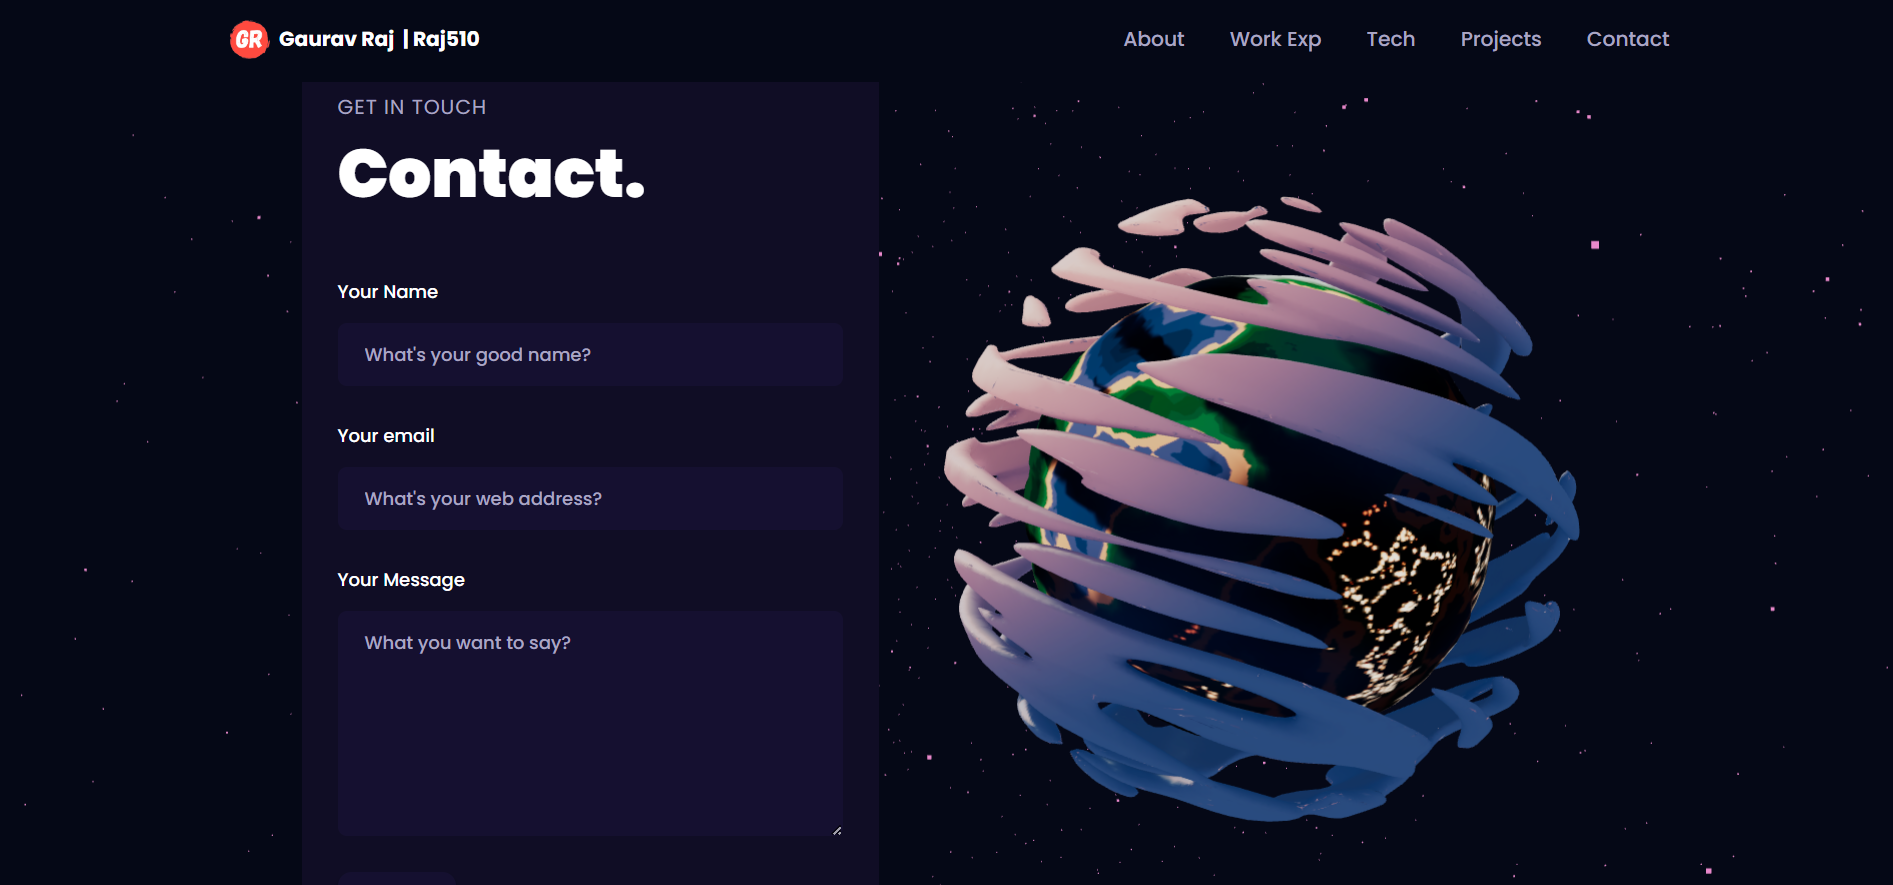 GR Gaurav Raj | Raj510
About Work Exp Tech Projects Contact
GET IN TOUCH
Contact.
Your Name
What's your good name?
Your email
What's your web address?
Your Message
What you want to say?